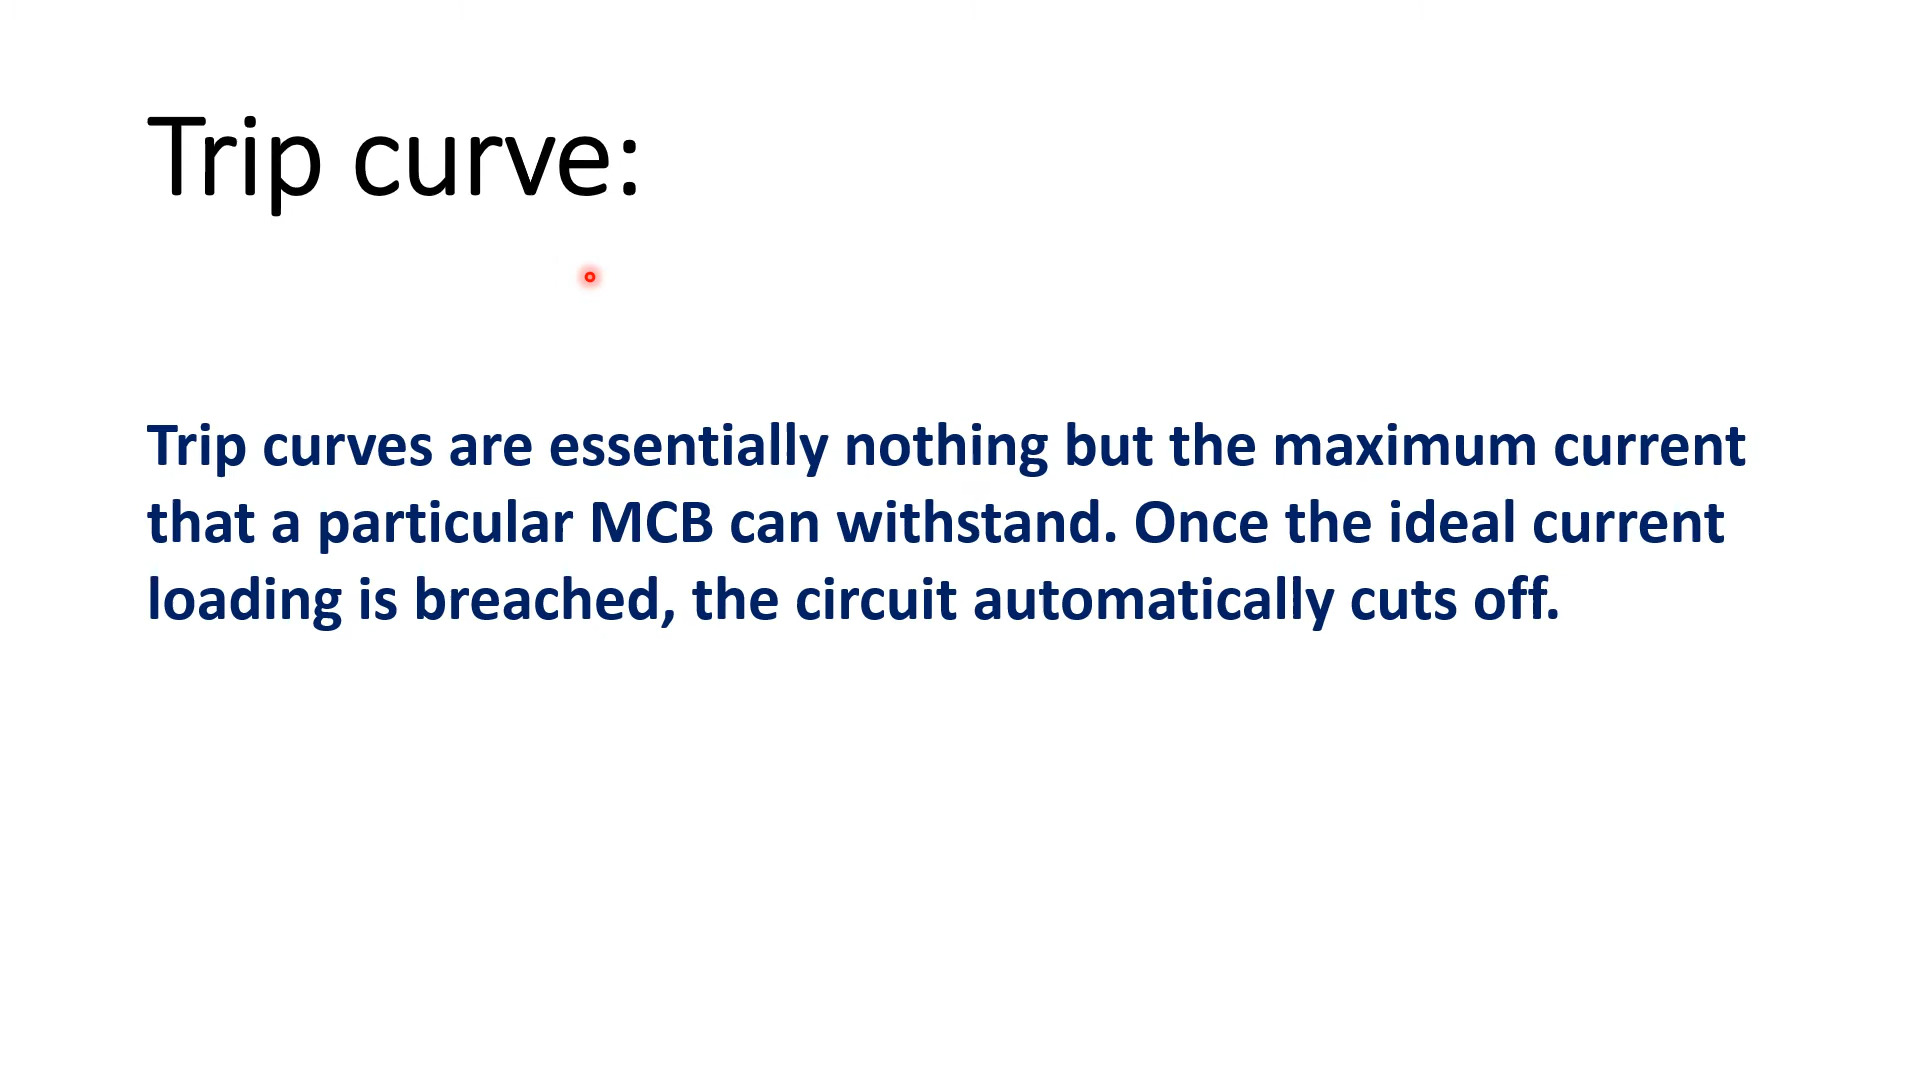 Trip curve:
Trip curves are essentially nothing but the maximum current
that a particular MCB can withstand. Once the ideal current
loading is breached, the circuit automatically cuts off.